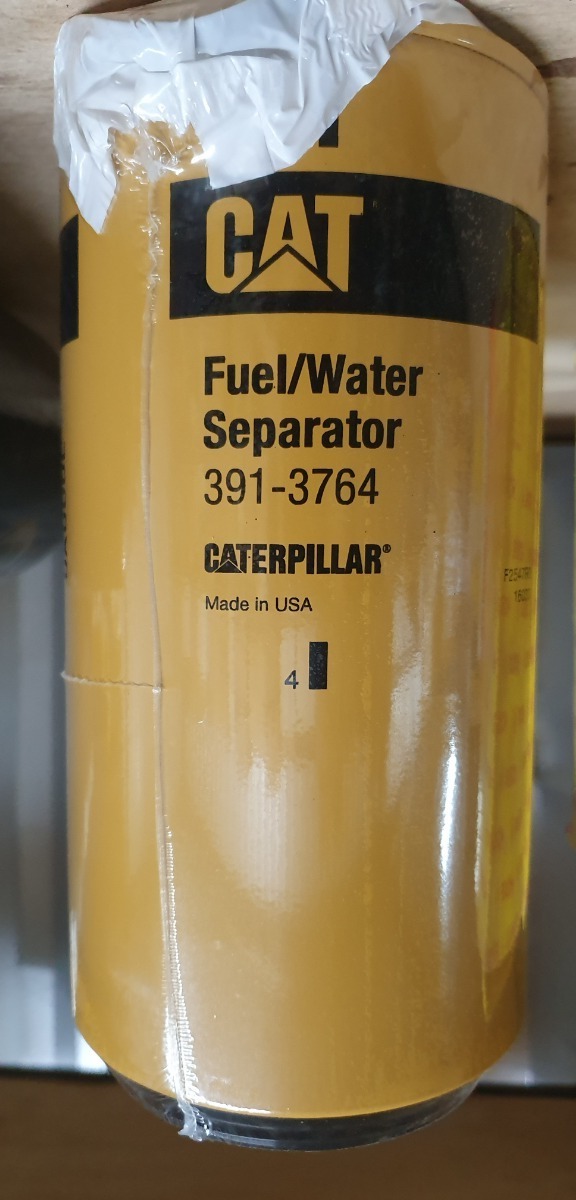 CAT
Fuel/Water
Separator
391-3764
CATERPILLAR®
Made in USA
4